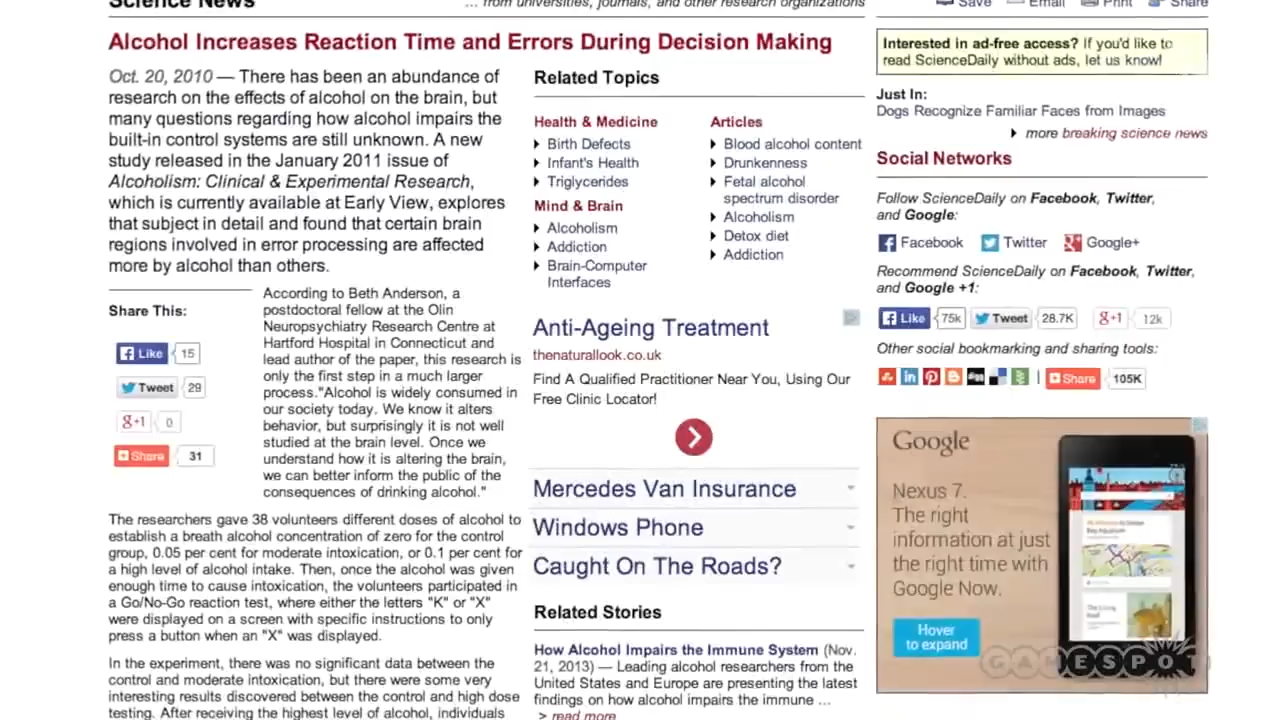 Science News
... from universities, journals, and other research organizations
Save Email Print Share
Alcohol Increases Reaction Time and Errors During Decision Making
Oct. 20, 2010 — There has been an abundance of
research on the effects of alcohol on the brain, but
many questions regarding how alcohol impairs the
built-in control systems are still unknown. A new
study released in the January 2011 issue of
Alcoholism: Clinical & Experimental Research,
which is currently available at Early View, explores
that subject in detail and found that certain brain
regions involved in error processing are affected
more by alcohol than others.
Share This:
Like 15
Tweet 29
g+1 0
Share 31
According to Beth Anderson, a
postdoctoral fellow at the Olin
Neuropsychiatry Research Centre at
Hartford Hospital in Connecticut and
lead author of the paper, this research is
only the first step in a much larger
process."Alcohol is widely consumed in
our society today. We know it alters
behavior, but surprisingly it is not well
studied at the brain level. Once we
understand how it is altering the brain,
we can better inform the public of the
consequences of drinking alcohol."
The researchers gave 38 volunteers different doses of alcohol to
establish a breath alcohol concentration of zero for the control
group, 0.05 per cent for moderate intoxication, or 0.1 per cent for
a high level of alcohol intake. Then, once the alcohol was given
enough time to cause intoxication, the volunteers participated in
a Go/No-Go reaction test, where either the letters "K" or "X"
were displayed on a screen with specific instructions to only
press a button when an "X" was displayed.
In the experiment, there was no significant data between the
control and moderate intoxication, but there were some very
interesting results discovered between the control and high dose
testing. After receiving the highest level of alcohol, individuals
Related Topics
Health & Medicine
Birth Defects
Infant's Health
Triglycerides
Mind & Brain
Alcoholism
Addiction
Brain-Computer
Interfaces
Articles
Blood alcohol content
Drunkenness
Fetal alcohol
spectrum disorder
Alcoholism
Detox diet
Addiction
Anti-Ageing Treatment
thenaturallook.co.uk
Find A Qualified Practitioner Near You, Using Our
Free Clinic Locator!
Mercedes Van Insurance
Windows Phone
Caught On The Roads?
Related Stories
How Alcohol Impairs the Immune System (Nov.
21, 2013) — Leading alcohol researchers from the
United States and Europe are presenting the latest
findings on how alcohol impairs the immune ...
> read more
Interested in ad-free access? If you'd like to
read ScienceDaily without ads, let us know!
Just In:
Dogs Recognize Familiar Faces from Images
more breaking science news
Social Networks
Follow ScienceDaily on Facebook, Twitter,
and Google:
Facebook Twitter Google+
Recommend ScienceDaily on Facebook, Twitter,
and Google +1:
Like 75k Tweet 28.7K g+1 12k
Other social bookmarking and sharing tools:
Share 105K
Google
Nexus 7.
The right
information at just
the right time with
Google Now.
Hover
to expand
GAMESPOT